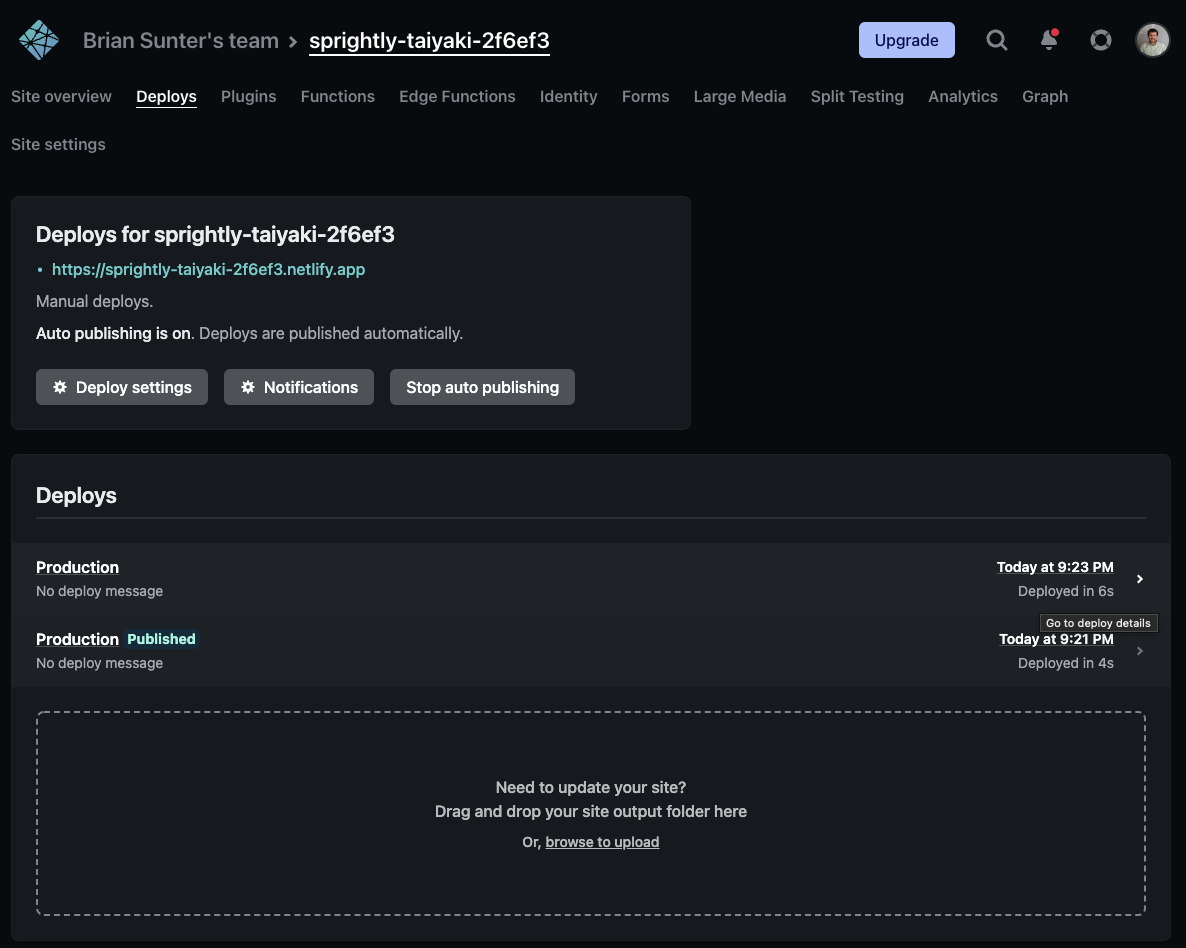 Brian Sunter's team > sprightly-taiyaki-2f6ef3
Upgrade
Site overview Deploys Plugins Functions Edge Functions Identity Forms Large Media Split Testing Analytics Graph
Site settings
Deploys for sprightly-taiyaki-2f6ef3
• https://sprightly-taiyaki-2f6ef3.netlify.app
Manual deploys.
Auto publishing is on. Deploys are published automatically.
Deploy settings Notifications Stop auto publishing
Deploys
Production Today at 9:23 PM
No deploy message Deployed in 6s
Go to deploy details
Production Published Today at 9:21 PM
No deploy message Deployed in 4s
Need to update your site?
Drag and drop your site output folder here
Or, browse to upload